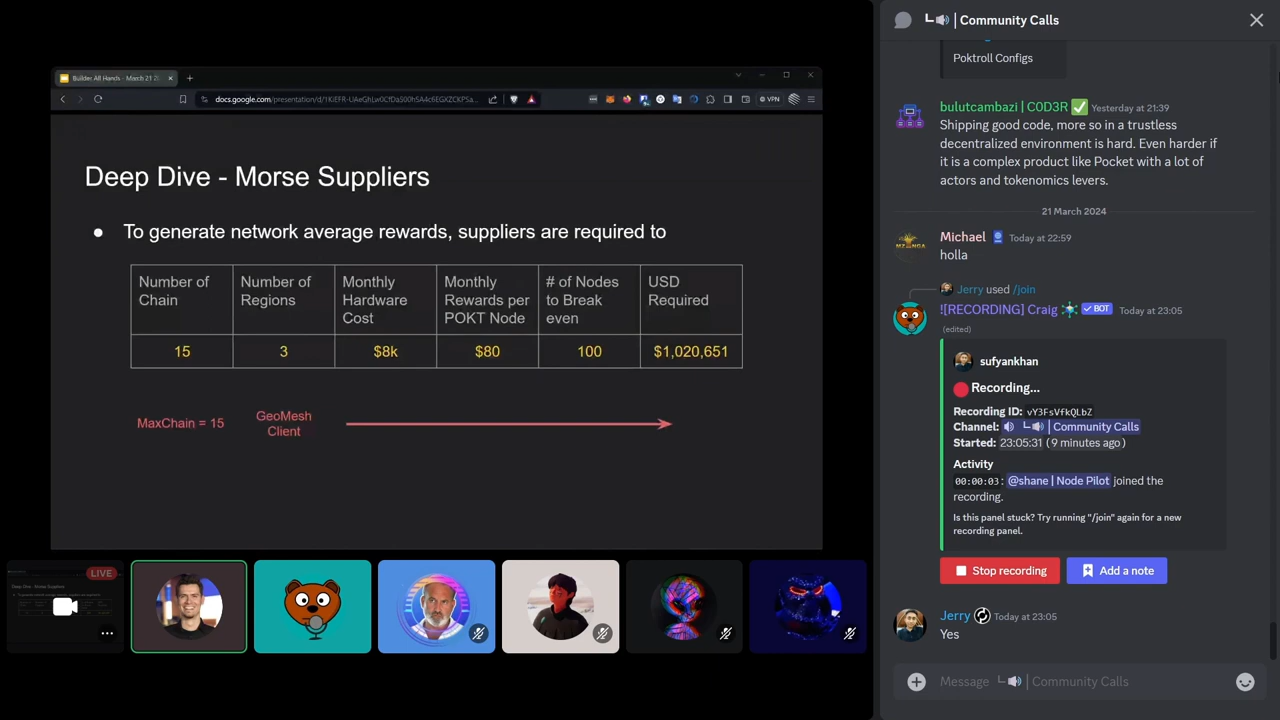 Builder All Hands - March 21 2
docs.google.com/presentation/d/1KiEFR-UAeGhLw0CfDa500h5A4c6EGXZCKPSa...
VPN
Deep Dive - Morse Suppliers
● To generate network average rewards, suppliers are required to
Number of Chain
Number of Regions
Monthly Hardware Cost
Monthly Rewards per POKT Node
# of Nodes to Break even
USD Required
15
3
$8k
$80
100
$1,020,651
MaxChain = 15
GeoMesh
Client
LIVE
Community Calls
Poktroll Configs
bulutcambazi | C0D3R ✅ Yesterday at 21:39
Shipping good code, more so in a trustless
decentralized environment is hard. Even harder if
it is a complex product like Pocket with a lot of
actors and tokenomics levers.
21 March 2024
Michael Today at 22:59
holla
Jerry used /join
![RECORDING] Craig BOT Today at 23:05
(edited)
sufyankhan
Recording...
Recording ID: vY3FsVfkQLbZ
Channel: Community Calls
Started: 23:05:31 (9 minutes ago)
Activity
00:00:03: @shane | Node Pilot joined the
recording.
Is this panel stuck? Try running "/join" again for a new
recording panel.
Stop recording
Add a note
Jerry Today at 23:05
Yes
Message Community Calls